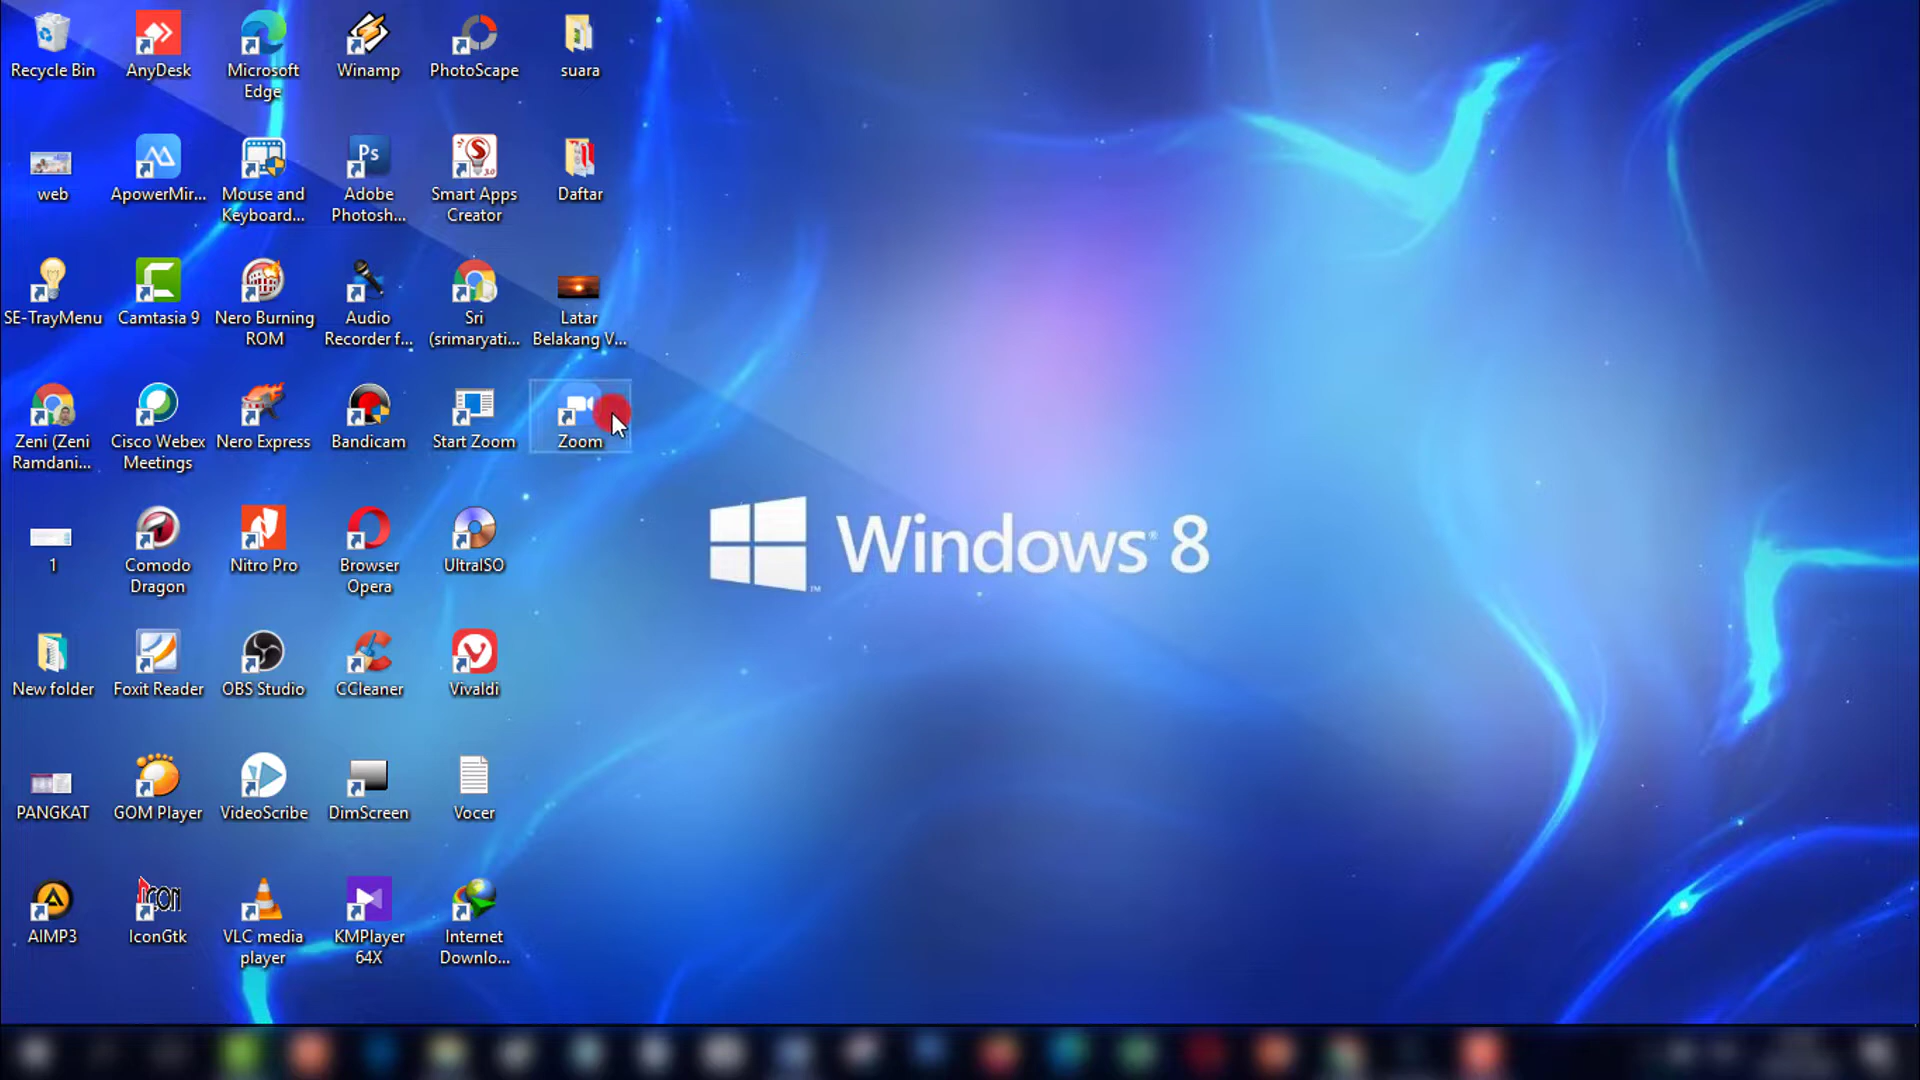 Recycle Bin
AnyDesk
Microsoft
Edge
Winamp
PhotoScape
suara
web
ApowerMir...
Mouse and
Keyboard...
Ps
Adobe
Photosh...
Smart Apps
Creator
Daftar
SE-TrayMenu
Camtasia 9
Nero Burning
ROM
Audio
Recorder f...
Sri
(srimaryati...
Latar
Belakang V...
Zeni (Zeni
Ramdani...
Cisco Webex
Meetings
Nero Express
Bandicam
Start Zoom
Zoom
1
Comodo
Dragon
Nitro Pro
Browser
Opera
UltraISO
Windows® 8
™
New folder
Foxit Reader
OBS Studio
CCleaner
Vivaldi
PANGKAT
GOM Player
VideoScribe
DimScreen
Vocer
AIMP3
ICON
IconGtk
VLC media
player
KMPlayer
64X
Internet
Downlo...